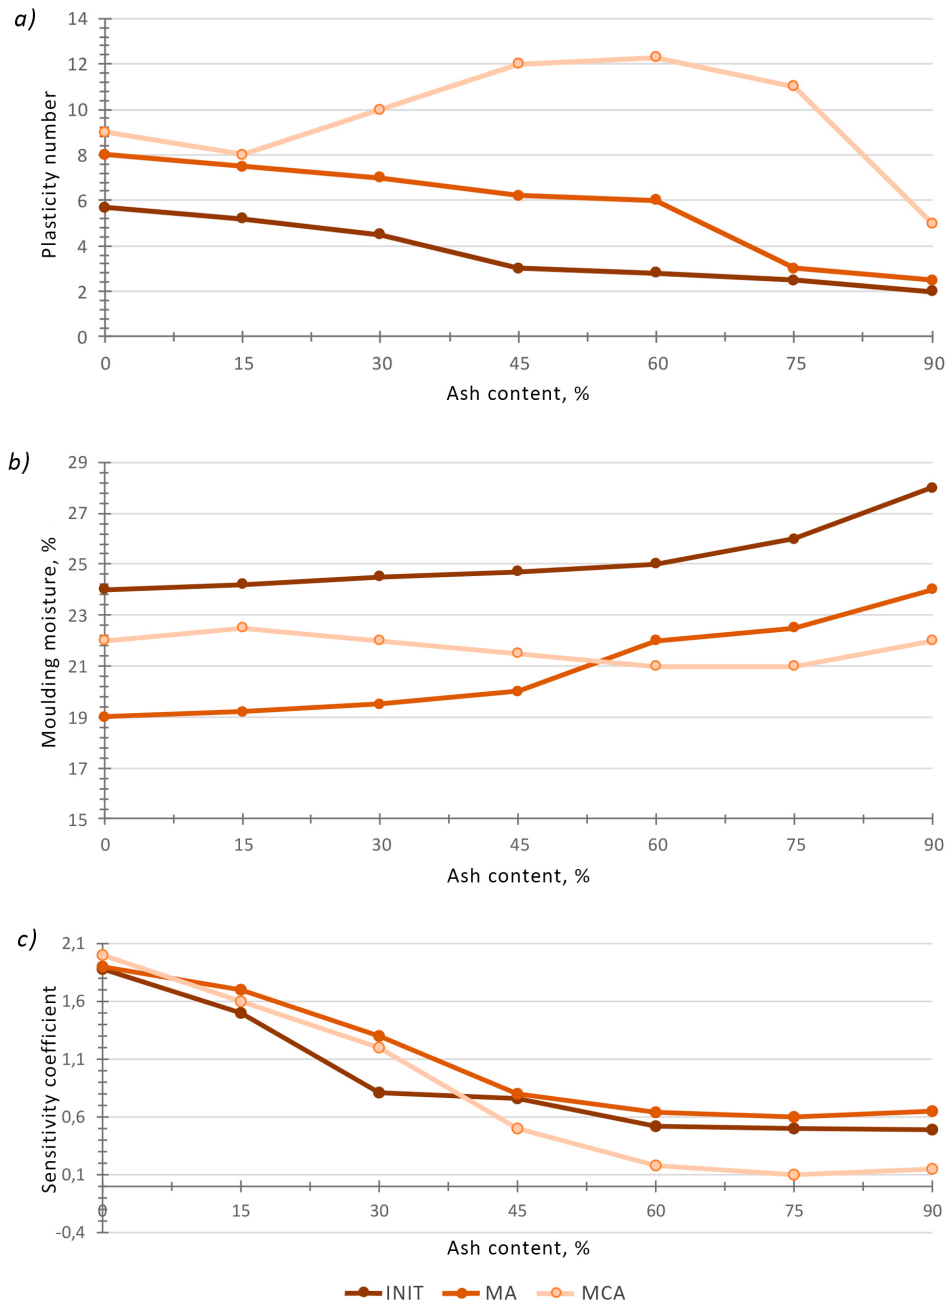 a)
14
12
10
8
6
4
2
0
Plasticity number
0 15 30 45 60 75 90
Ash content, %
b)
29
27
25
23
21
19
17
15
Moulding moisture, %
0 15 30 45 60 75 90
Ash content, %
c)
2,1
1,6
1,1
0,6
0,1
-0,4
Sensitivity coefficient
0 15 30 45 60 75 90
Ash content, %
INIT MA MCA